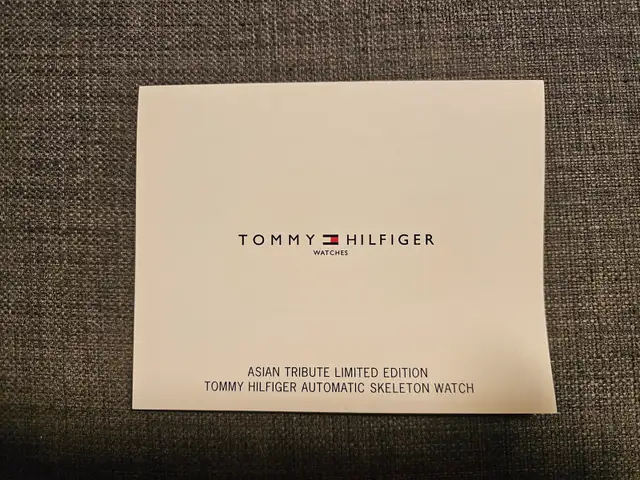 TOMMY HILFIGER
WATCHES
ASIAN TRIBUTE LIMITED EDITION
TOMMY HILFIGER AUTOMATIC SKELETON WATCH